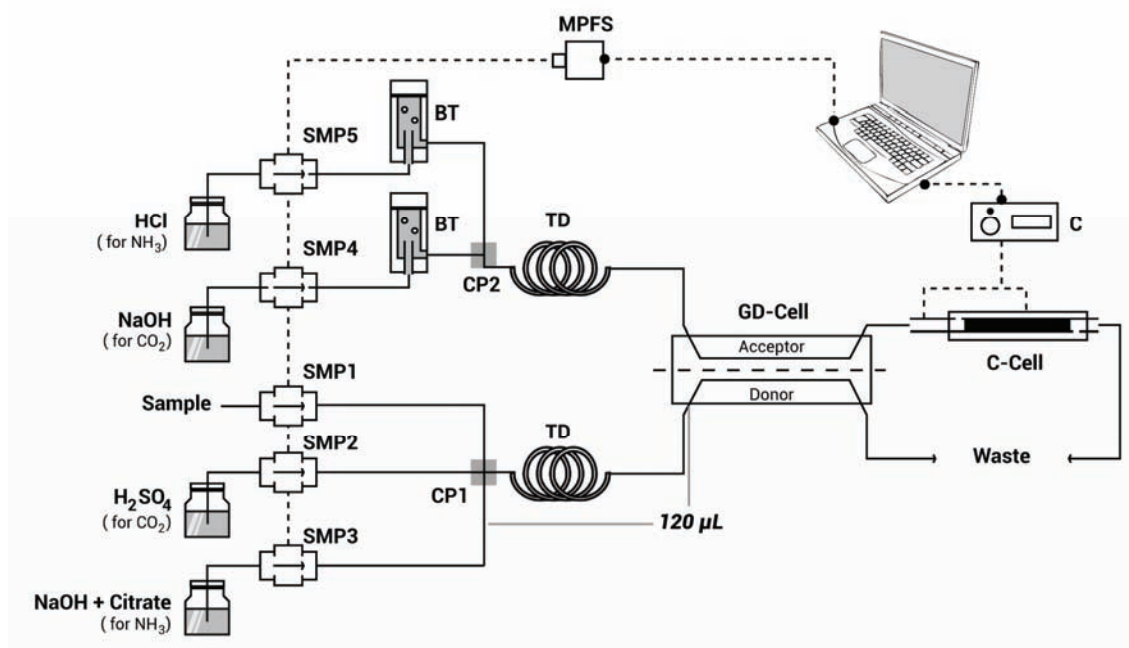 MPFS
BT
SMP5
HCl
( for NH₃)
BT
SMP4
TD
CP2
C
NaOH
( for CO₂)
GD-Cell
Acceptor
Donor
C-Cell
SMP1
Sample
SMP2
TD
CP1
Waste
H₂SO₄
( for CO₂)
120 µL
SMP3
NaOH + Citrate
( for NH₃)